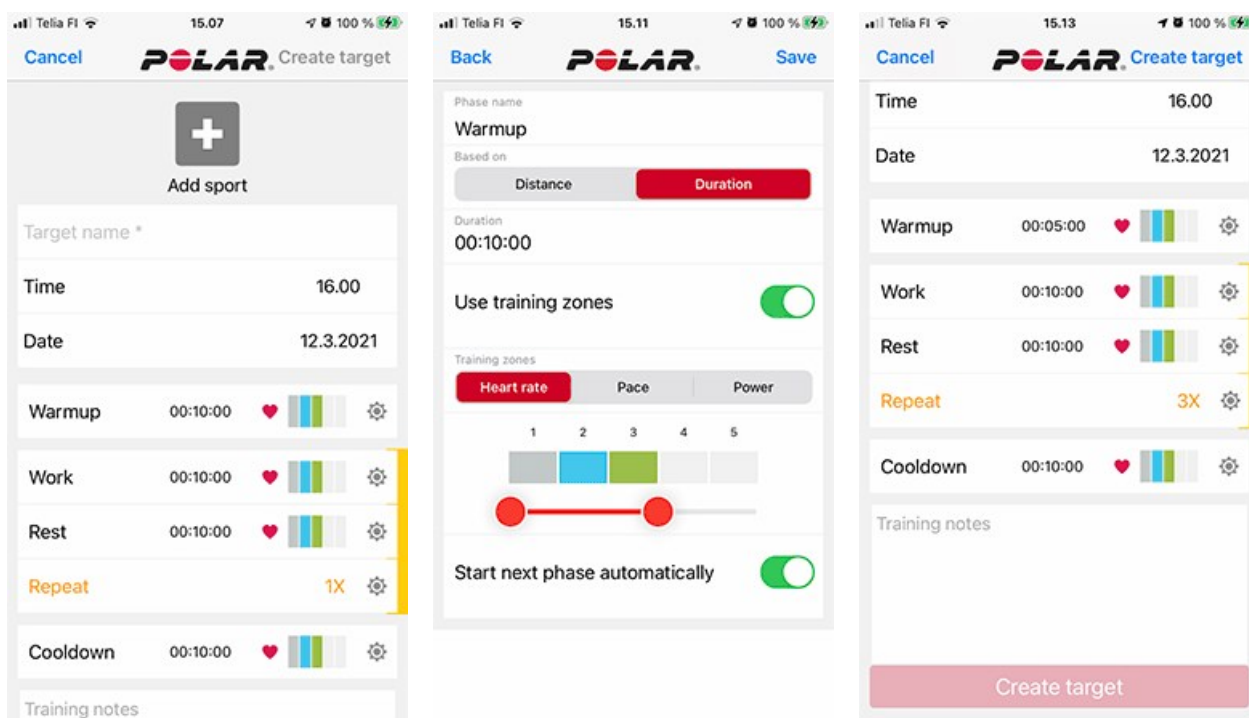 Telia FI 15.07 100 %
Cancel POLAR. Create target
Add sport
Target name *
Time 16.00
Date 12.3.2021
Warmup 00:10:00
Work 00:10:00
Rest 00:10:00
Repeat 1X
Cooldown 00:10:00
Training notes
Telia FI 15.11 100 %
Back POLAR. Save
Phase name
Warmup
Based on
Distance Duration
Duration
00:10:00
Use training zones
Training zones
Heart rate Pace Power
1 2 3 4 5
Start next phase automatically
Telia FI 15.13 100 %
Cancel POLAR. Create target
Time 16.00
Date 12.3.2021
Warmup 00:05:00
Work 00:10:00
Rest 00:10:00
Repeat 3X
Cooldown 00:10:00
Training notes
Create target